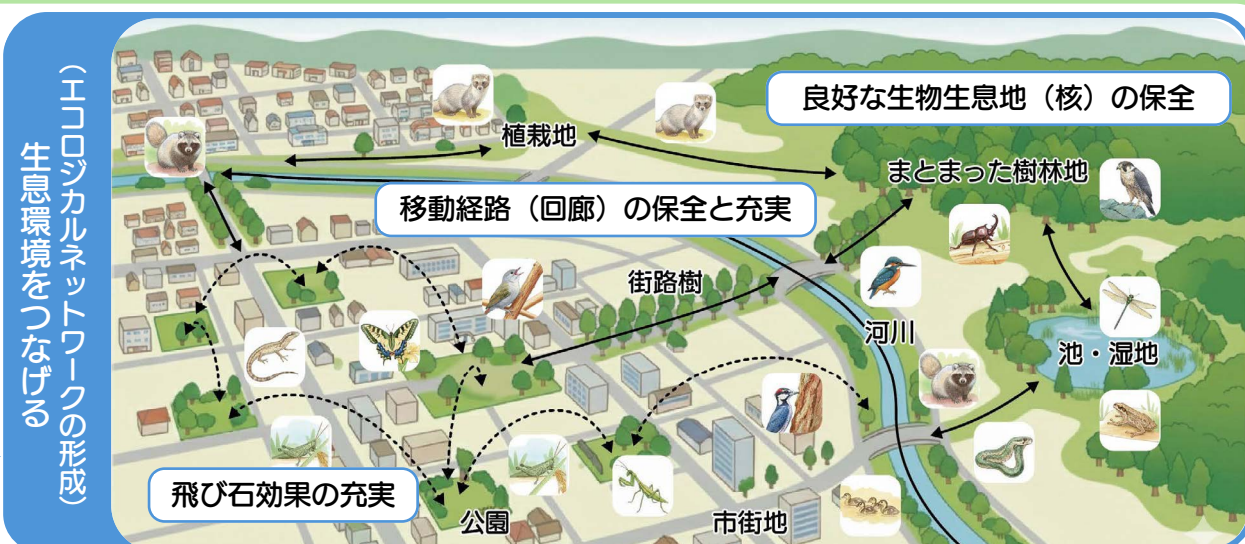 生息環境をつなげる
（エコロジカルネットワークの形成）
良好な生物生息地（核）の保全
植栽地
まとまった樹林地
移動経路（回廊）の保全と充実
街路樹
河川
池・湿地
飛び石効果の充実
公園
市街地